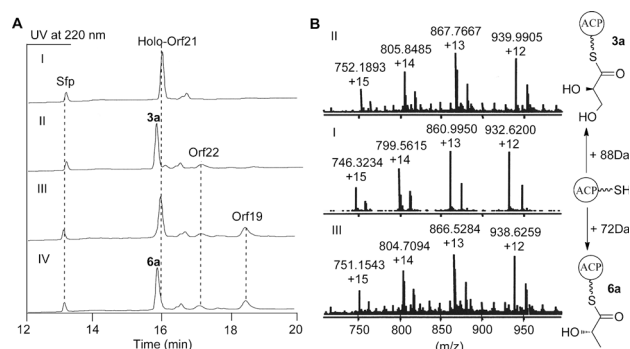 A
UV at 220 nm
Holo-Orf21
I
Sfp
II
3a
Orf22
III
Orf19
IV
6a
12 14 16 18 20
Time (min)
B
II
867.7667
+13
939.9905
+12
805.8485
+14
752.1893
+15
I
860.9950
+13
932.6200
+12
799.5615
+14
746.3234
+15
III
866.5284
+13
938.6259
+12
804.7094
+14
751.1543
+15
750 800 850 900 950
(m/z)
ACP
3a
S
O
HO
HO
+ 88Da
ACP SH
+ 72Da
ACP
6a
S
O
HO